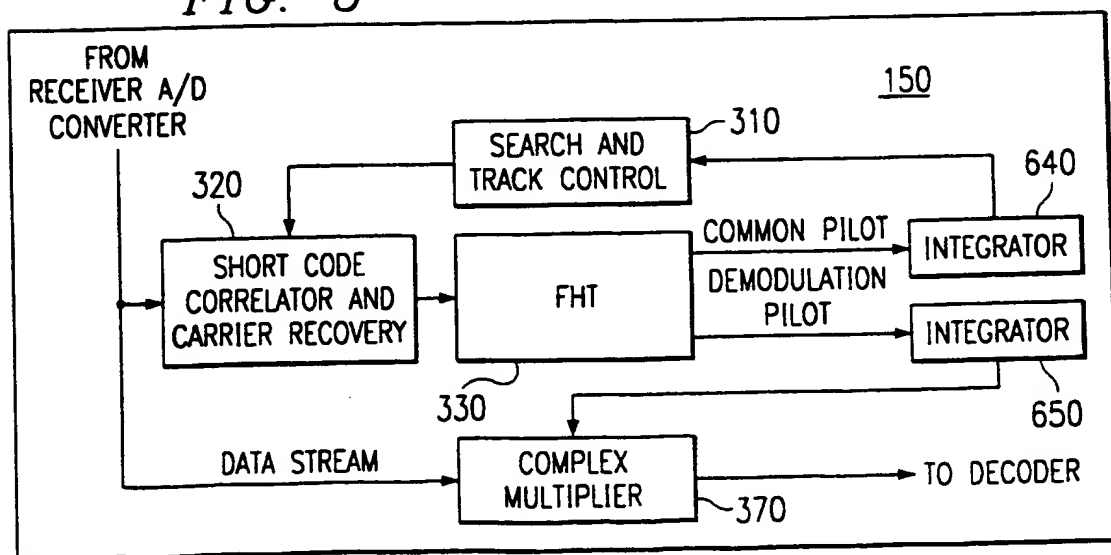 FIG.
FROM
RECEIVER A/D
CONVERTER
150
310
SEARCH AND
TRACK CONTROL
320
640
SHORT CODE
CORRELATOR AND
CARRIER RECOVERY
FHT
COMMON PILOT
INTEGRATOR
DEMODULATION
PILOT
INTEGRATOR
330
650
DATA STREAM
COMPLEX
MULTIPLIER
TO DECODER
370